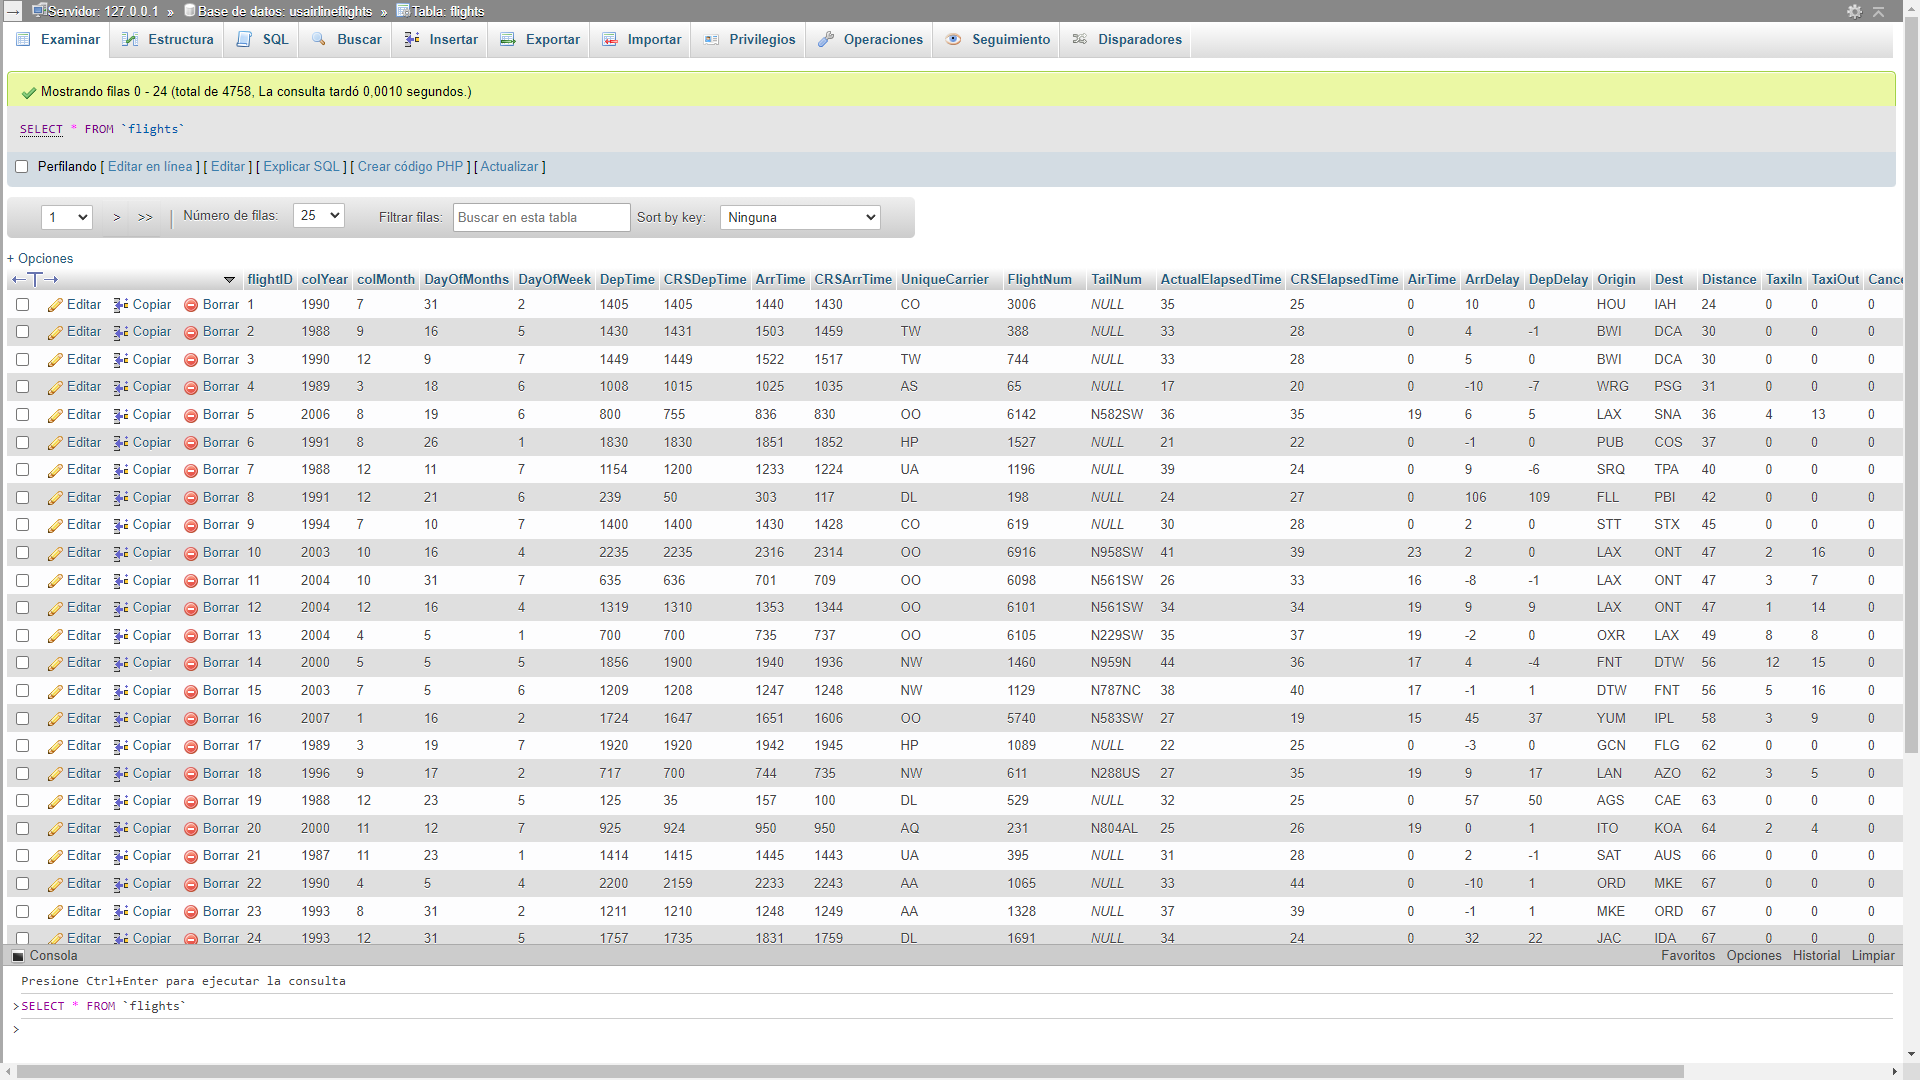 Servidor: 127.0.0.1 » Base de datos: usairlineflights » Tabla: flights
Examinar Estructura SQL Buscar Insertar Exportar Importar Privilegios Operaciones Seguimiento Disparadores
Mostrando filas 0 - 24 (total de 4758, La consulta tardó 0,0010 segundos.)
SELECT * FROM `flights`
Perfilando [ Editar en línea ] [ Editar ] [ Explicar SQL ] [ Crear código PHP ] [ Actualizar ]
1 > >> | Número de filas: 25 Filtrar filas: Buscar en esta tabla Sort by key: Ninguna
+ Opciones
←T→ flightID colYear colMonth DayOfMonths DayOfWeek DepTime CRSDepTime ArrTime CRSArrTime UniqueCarrier FlightNum TailNum ActualElapsedTime CRSElapsedTime AirTime ArrDelay DepDelay Origin Dest Distance TaxiIn TaxiOut Cance
Editar Copiar Borrar 1 1990 7 31 2 1405 1405 1440 1430 CO 3006 NULL 35 25 0 10 0 HOU IAH 24 0 0 0
Editar Copiar Borrar 2 1988 9 16 5 1430 1431 1503 1459 TW 388 NULL 33 28 0 4 -1 BWI DCA 30 0 0 0
Editar Copiar Borrar 3 1990 12 9 7 1449 1449 1522 1517 TW 744 NULL 33 28 0 5 0 BWI DCA 30 0 0 0
Editar Copiar Borrar 4 1989 3 18 6 1008 1015 1025 1035 AS 65 NULL 17 20 0 -10 -7 WRG PSG 31 0 0 0
Editar Copiar Borrar 5 2006 8 19 6 800 755 836 830 OO 6142 N582SW 36 35 19 6 5 LAX SNA 36 4 13 0
Editar Copiar Borrar 6 1991 8 26 1 1830 1830 1851 1852 HP 1527 NULL 21 22 0 -1 0 PUB COS 37 0 0 0
Editar Copiar Borrar 7 1988 12 11 7 1154 1200 1233 1224 UA 1196 NULL 39 24 0 9 -6 SRQ TPA 40 0 0 0
Editar Copiar Borrar 8 1991 12 21 6 239 50 303 117 DL 198 NULL 24 27 0 106 109 FLL PBI 42 0 0 0
Editar Copiar Borrar 9 1994 7 10 7 1400 1400 1430 1428 CO 619 NULL 30 28 0 2 0 STT STX 45 0 0 0
Editar Copiar Borrar 10 2003 10 16 4 2235 2235 2316 2314 OO 6916 N958SW 41 39 23 2 0 LAX ONT 47 2 16 0
Editar Copiar Borrar 11 2004 10 31 7 635 636 701 709 OO 6098 N561SW 26 33 16 -8 -1 LAX ONT 47 3 7 0
Editar Copiar Borrar 12 2004 12 16 4 1319 1310 1353 1344 OO 6101 N561SW 34 34 19 9 9 LAX ONT 47 1 14 0
Editar Copiar Borrar 13 2004 4 5 1 700 700 735 737 OO 6105 N229SW 35 37 19 -2 0 OXR LAX 49 8 8 0
Editar Copiar Borrar 14 2000 5 5 5 1856 1900 1940 1936 NW 1460 N959N 44 36 17 4 -4 FNT DTW 56 12 15 0
Editar Copiar Borrar 15 2003 7 5 6 1209 1208 1247 1248 NW 1129 N787NC 38 40 17 -1 1 DTW FNT 56 5 16 0
Editar Copiar Borrar 16 2007 1 16 2 1724 1647 1651 1606 OO 5740 N583SW 27 19 15 45 37 YUM IPL 58 3 9 0
Editar Copiar Borrar 17 1989 3 19 7 1920 1920 1942 1945 HP 1089 NULL 22 25 0 -3 0 GCN FLG 62 0 0 0
Editar Copiar Borrar 18 1996 9 17 2 717 700 744 735 NW 611 N288US 27 35 19 9 17 LAN AZO 62 3 5 0
Editar Copiar Borrar 19 1988 12 23 5 125 35 157 100 DL 529 NULL 32 25 0 57 50 AGS CAE 63 0 0 0
Editar Copiar Borrar 20 2000 11 12 7 925 924 950 950 AQ 231 N804AL 25 26 19 0 1 ITO KOA 64 2 4 0
Editar Copiar Borrar 21 1987 11 23 1 1414 1415 1445 1443 UA 395 NULL 31 28 0 2 -1 SAT AUS 66 0 0 0
Editar Copiar Borrar 22 1990 4 5 4 2200 2159 2233 2243 AA 1065 NULL 33 44 0 -10 1 ORD MKE 67 0 0 0
Editar Copiar Borrar 23 1993 8 31 2 1211 1210 1248 1249 AA 1328 NULL 37 39 0 -1 1 MKE ORD 67 0 0 0
Editar Copiar Borrar 24 1993 12 31 5 1757 1735 1831 1759 DL 1691 NULL 34 24 0 32 22 JAC IDA 67 0 0 0
Consola Favoritos Opciones Historial Limpiar
Presione Ctrl+Enter para ejecutar la consulta
>SELECT * FROM `flights`
>